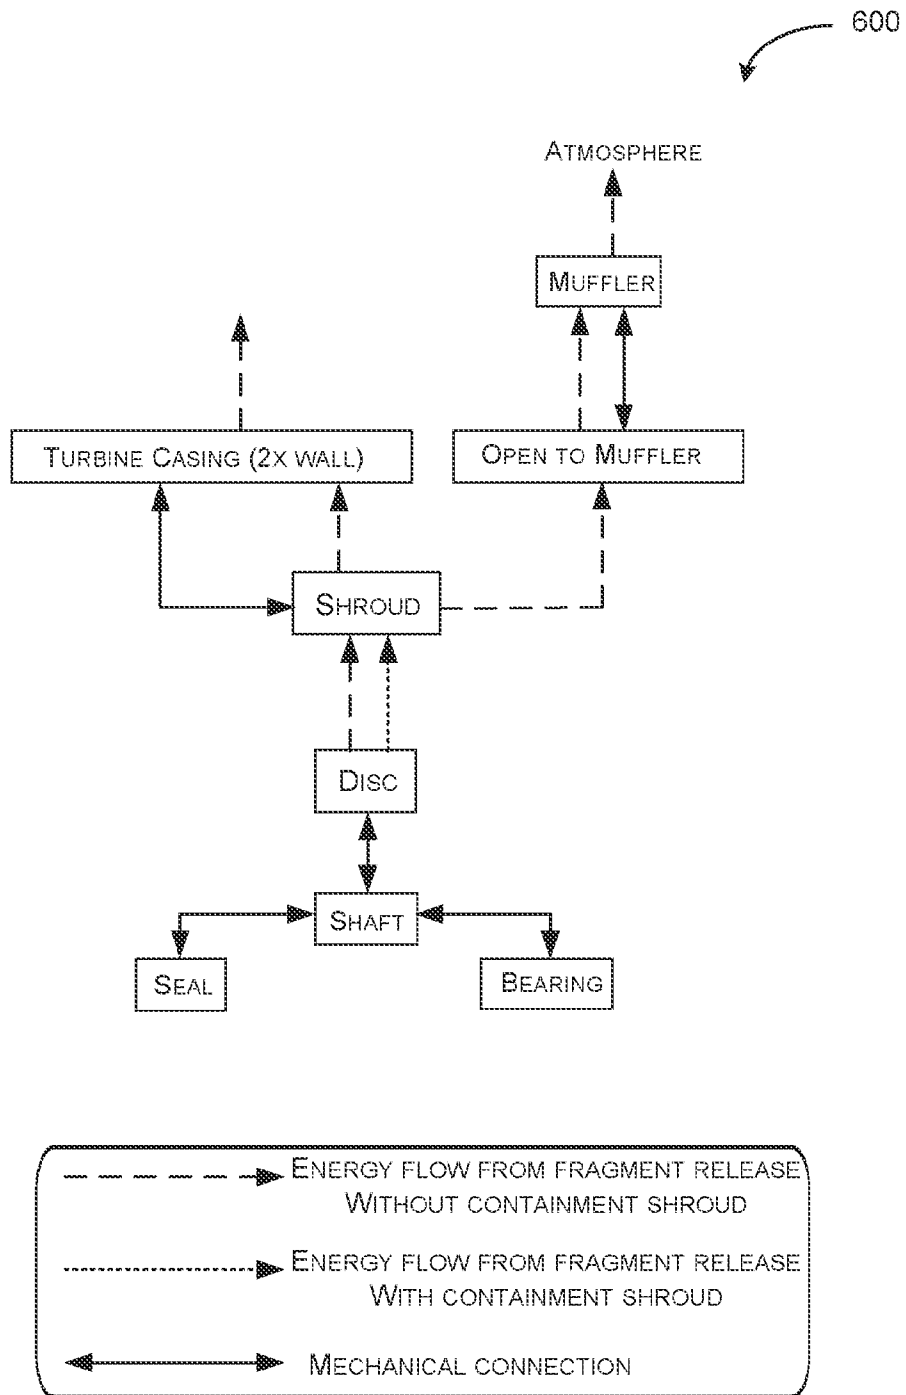 600
ATMOSPHERE
MUFFLER
TURBINE CASING (2X WALL)
OPEN TO MUFFLER
SHROUD
DISC
SHAFT
SEAL
BEARING
ENERGY FLOW FROM FRAGMENT RELEASE
WITHOUT CONTAINMENT SHROUD
ENERGY FLOW FROM FRAGMENT RELEASE
WITH CONTAINMENT SHROUD
MECHANICAL CONNECTION